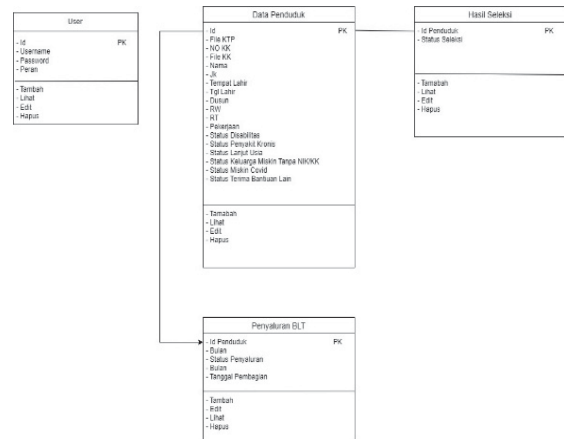 User
- Id PK
- Username
- Password
- Peran
- Tambah
- Lihat
- Edit
- Hapus
Data Penduduk
- Id PK
- File KTP
- NO KK
- File KK
- Nama
- Jk
- Tempat Lahir
- Tgl Lahir
- Dusun
- RW
- RT
- Pekerjaan
- Status Disabilitas
- Status Penyakit Kronis
- Status Lanjut Usia
- Status Keluarga Miskin Tanpa NIK/KK
- Status Miskin Covid
- Status Terima Bantuan Lain
- Tamabah
- Lihat
- Edit
- Hapus
Hasil Seleksi
- Id Penduduk PK
- Status Seleksi
- Tamabah
- Lihat
- Edit
- Hapus
Penyaluran BLT
- Id Penduduk PK
- Bulan
- Status Penyaluran
- Bulan
- Tanggal Pembagian
- Tambah
- Edit
- Lihat
- Hapus